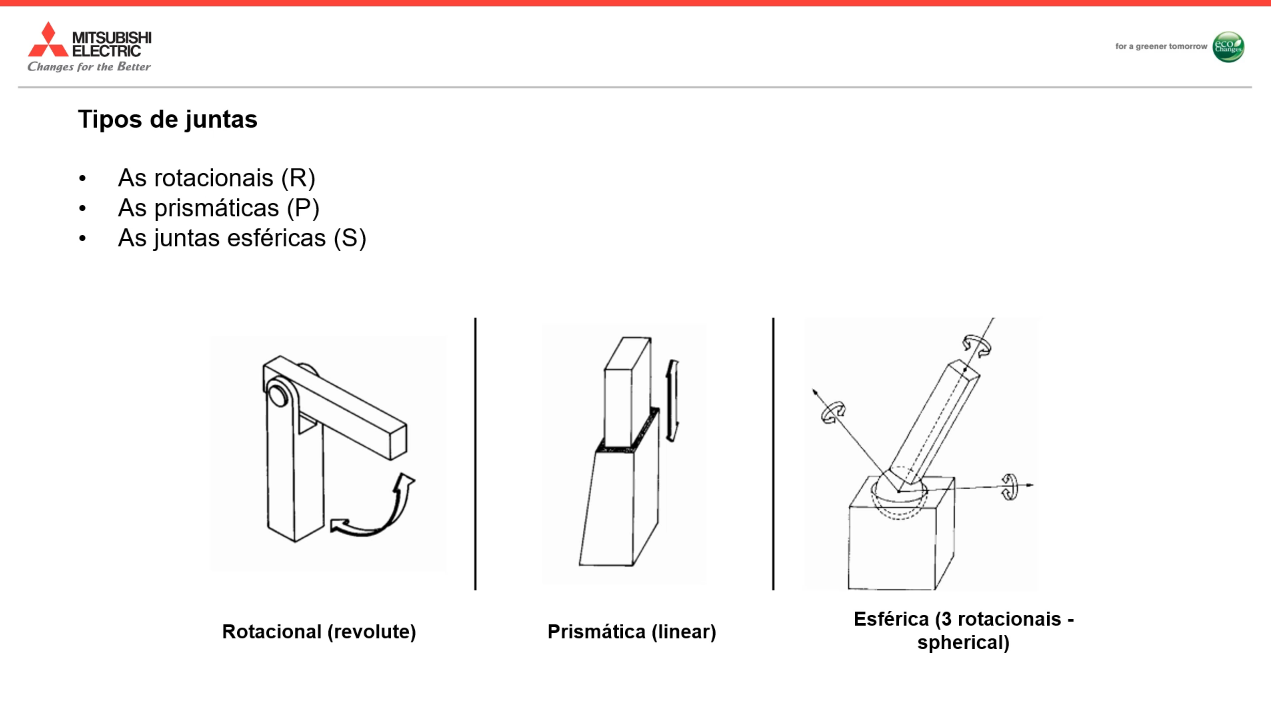 MITSUBISHI
ELECTRIC
Changes for the Better
for a greener tomorrow
eco
Changes
Tipos de juntas
• As rotacionais (R)
• As prismáticas (P)
• As juntas esféricas (S)
Rotacional (revolute)
Prismática (linear)
Esférica (3 rotacionais -
spherical)